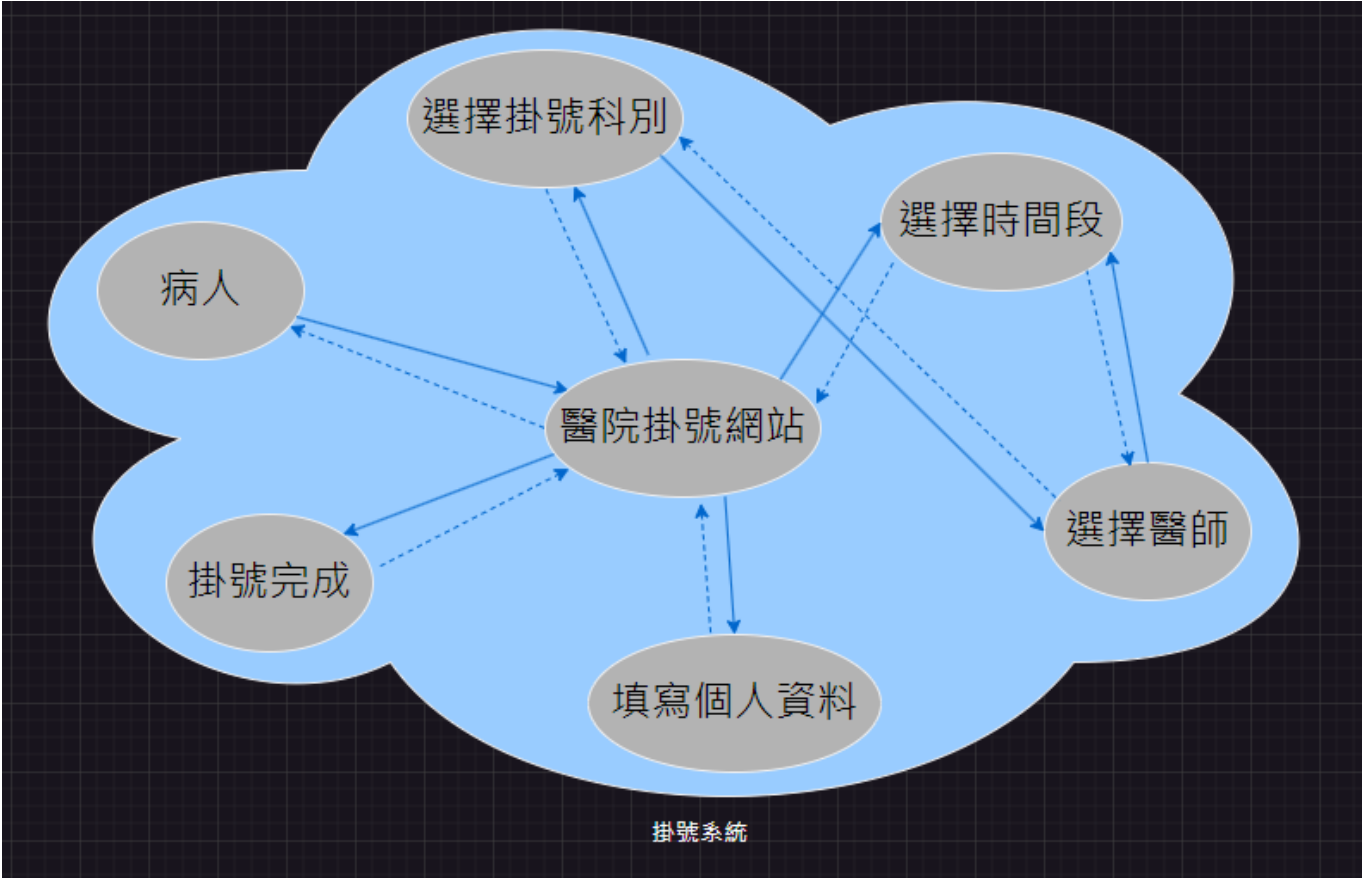 選擇掛號科別
選擇時間段
病人
醫院掛號網站
選擇醫師
掛號完成
填寫個人資料
掛號系統